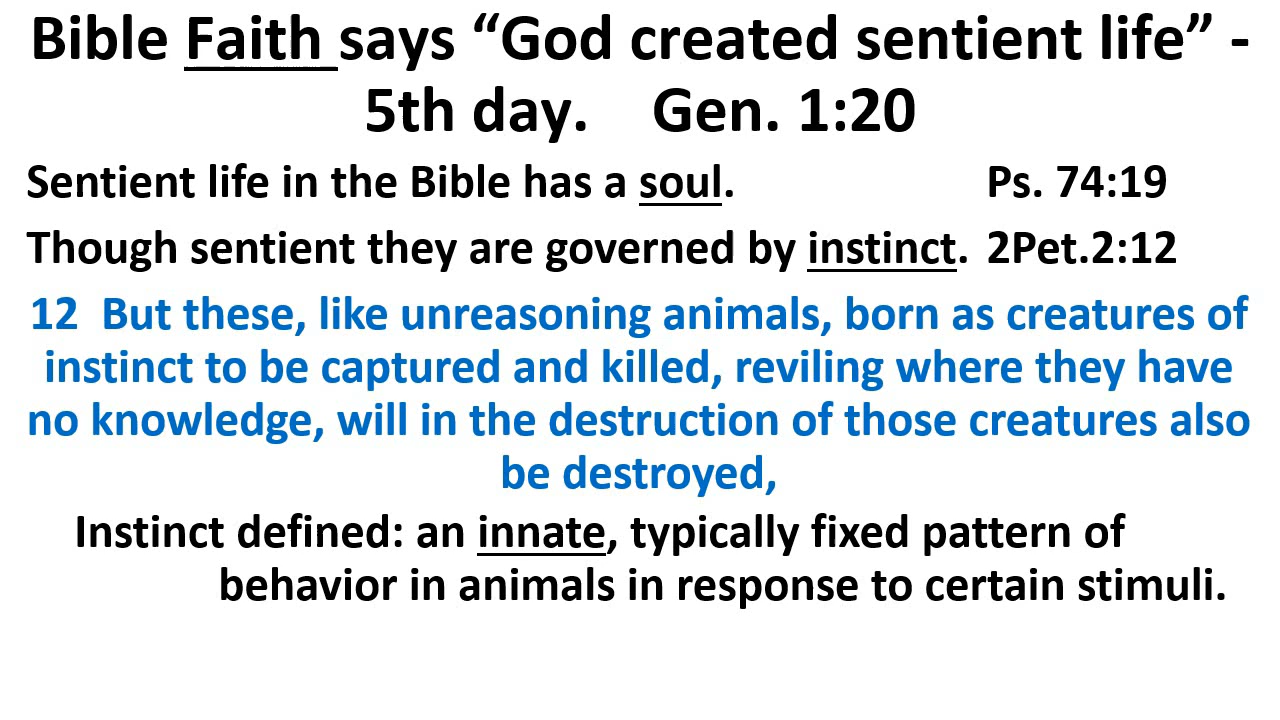 Bible Faith says “God created sentient life” -
5th day. Gen. 1:20
Sentient life in the Bible has a soul. Ps. 74:19
Though sentient they are governed by instinct. 2Pet.2:12
12 But these, like unreasoning animals, born as creatures of
instinct to be captured and killed, reviling where they have
no knowledge, will in the destruction of those creatures also
be destroyed,
Instinct defined: an innate, typically fixed pattern of
behavior in animals in response to certain stimuli.